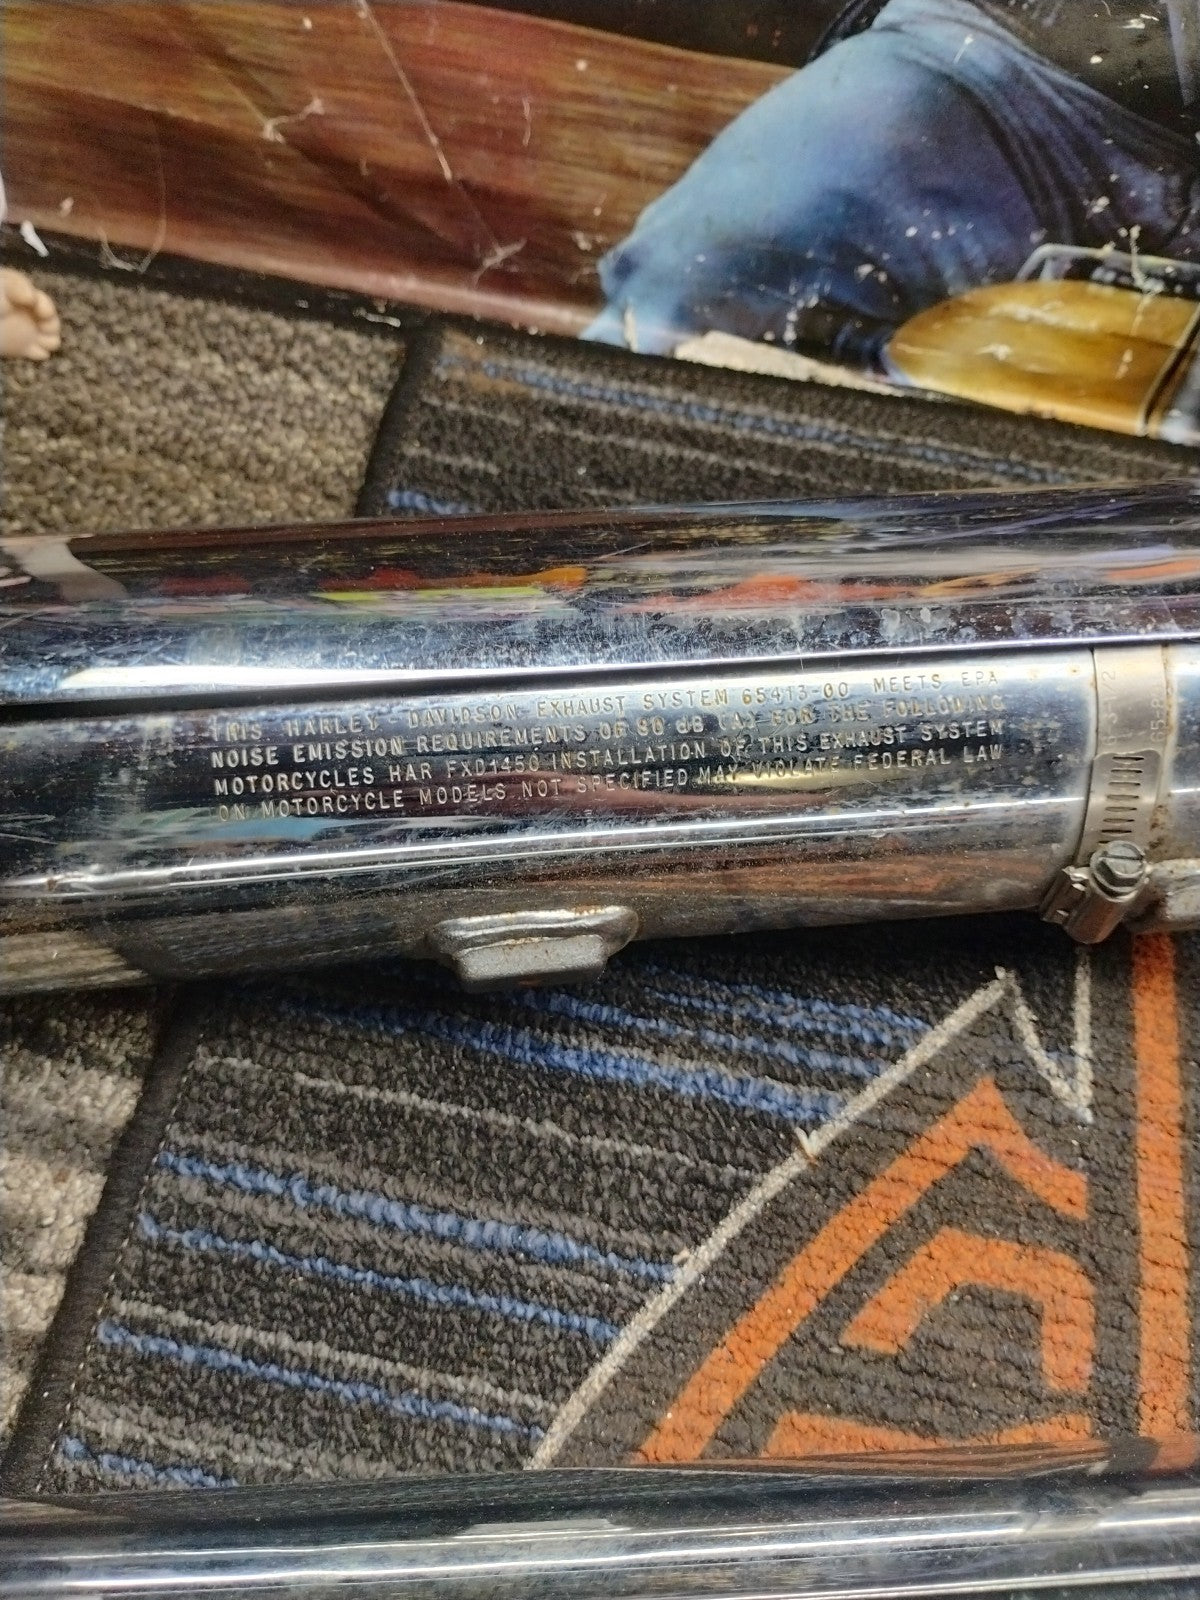 THIS HARLEY-DAVIDSON EXHAUST SYSTEM 65413-00 MEETS EPA
NOISE EMISSION REQUIREMENTS OF 80 dB (A) FOR THE FOLLOWING
MOTORCYCLES HAR FXD1450 INSTALLATION OF THIS EXHAUST SYSTEM
ON MOTORCYCLE MODELS NOT SPECIFIED MAY VIOLATE FEDERAL LAW